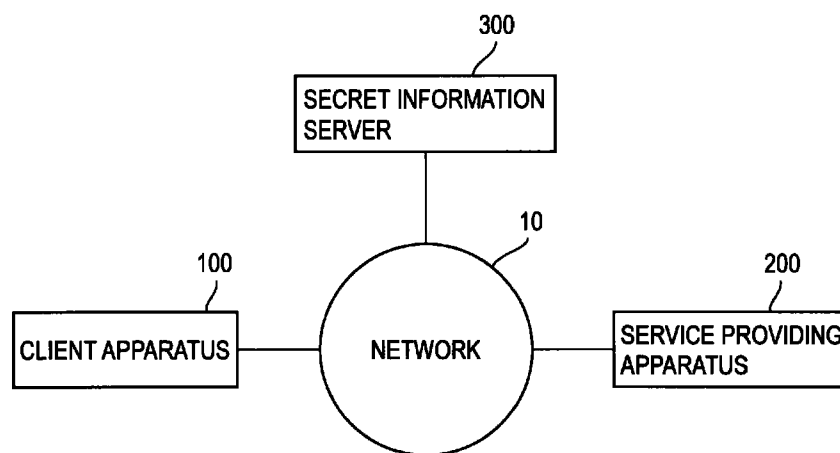 300
SECRET INFORMATION
SERVER
10
100
200
CLIENT APPARATUS
NETWORK
SERVICE PROVIDING
APPARATUS